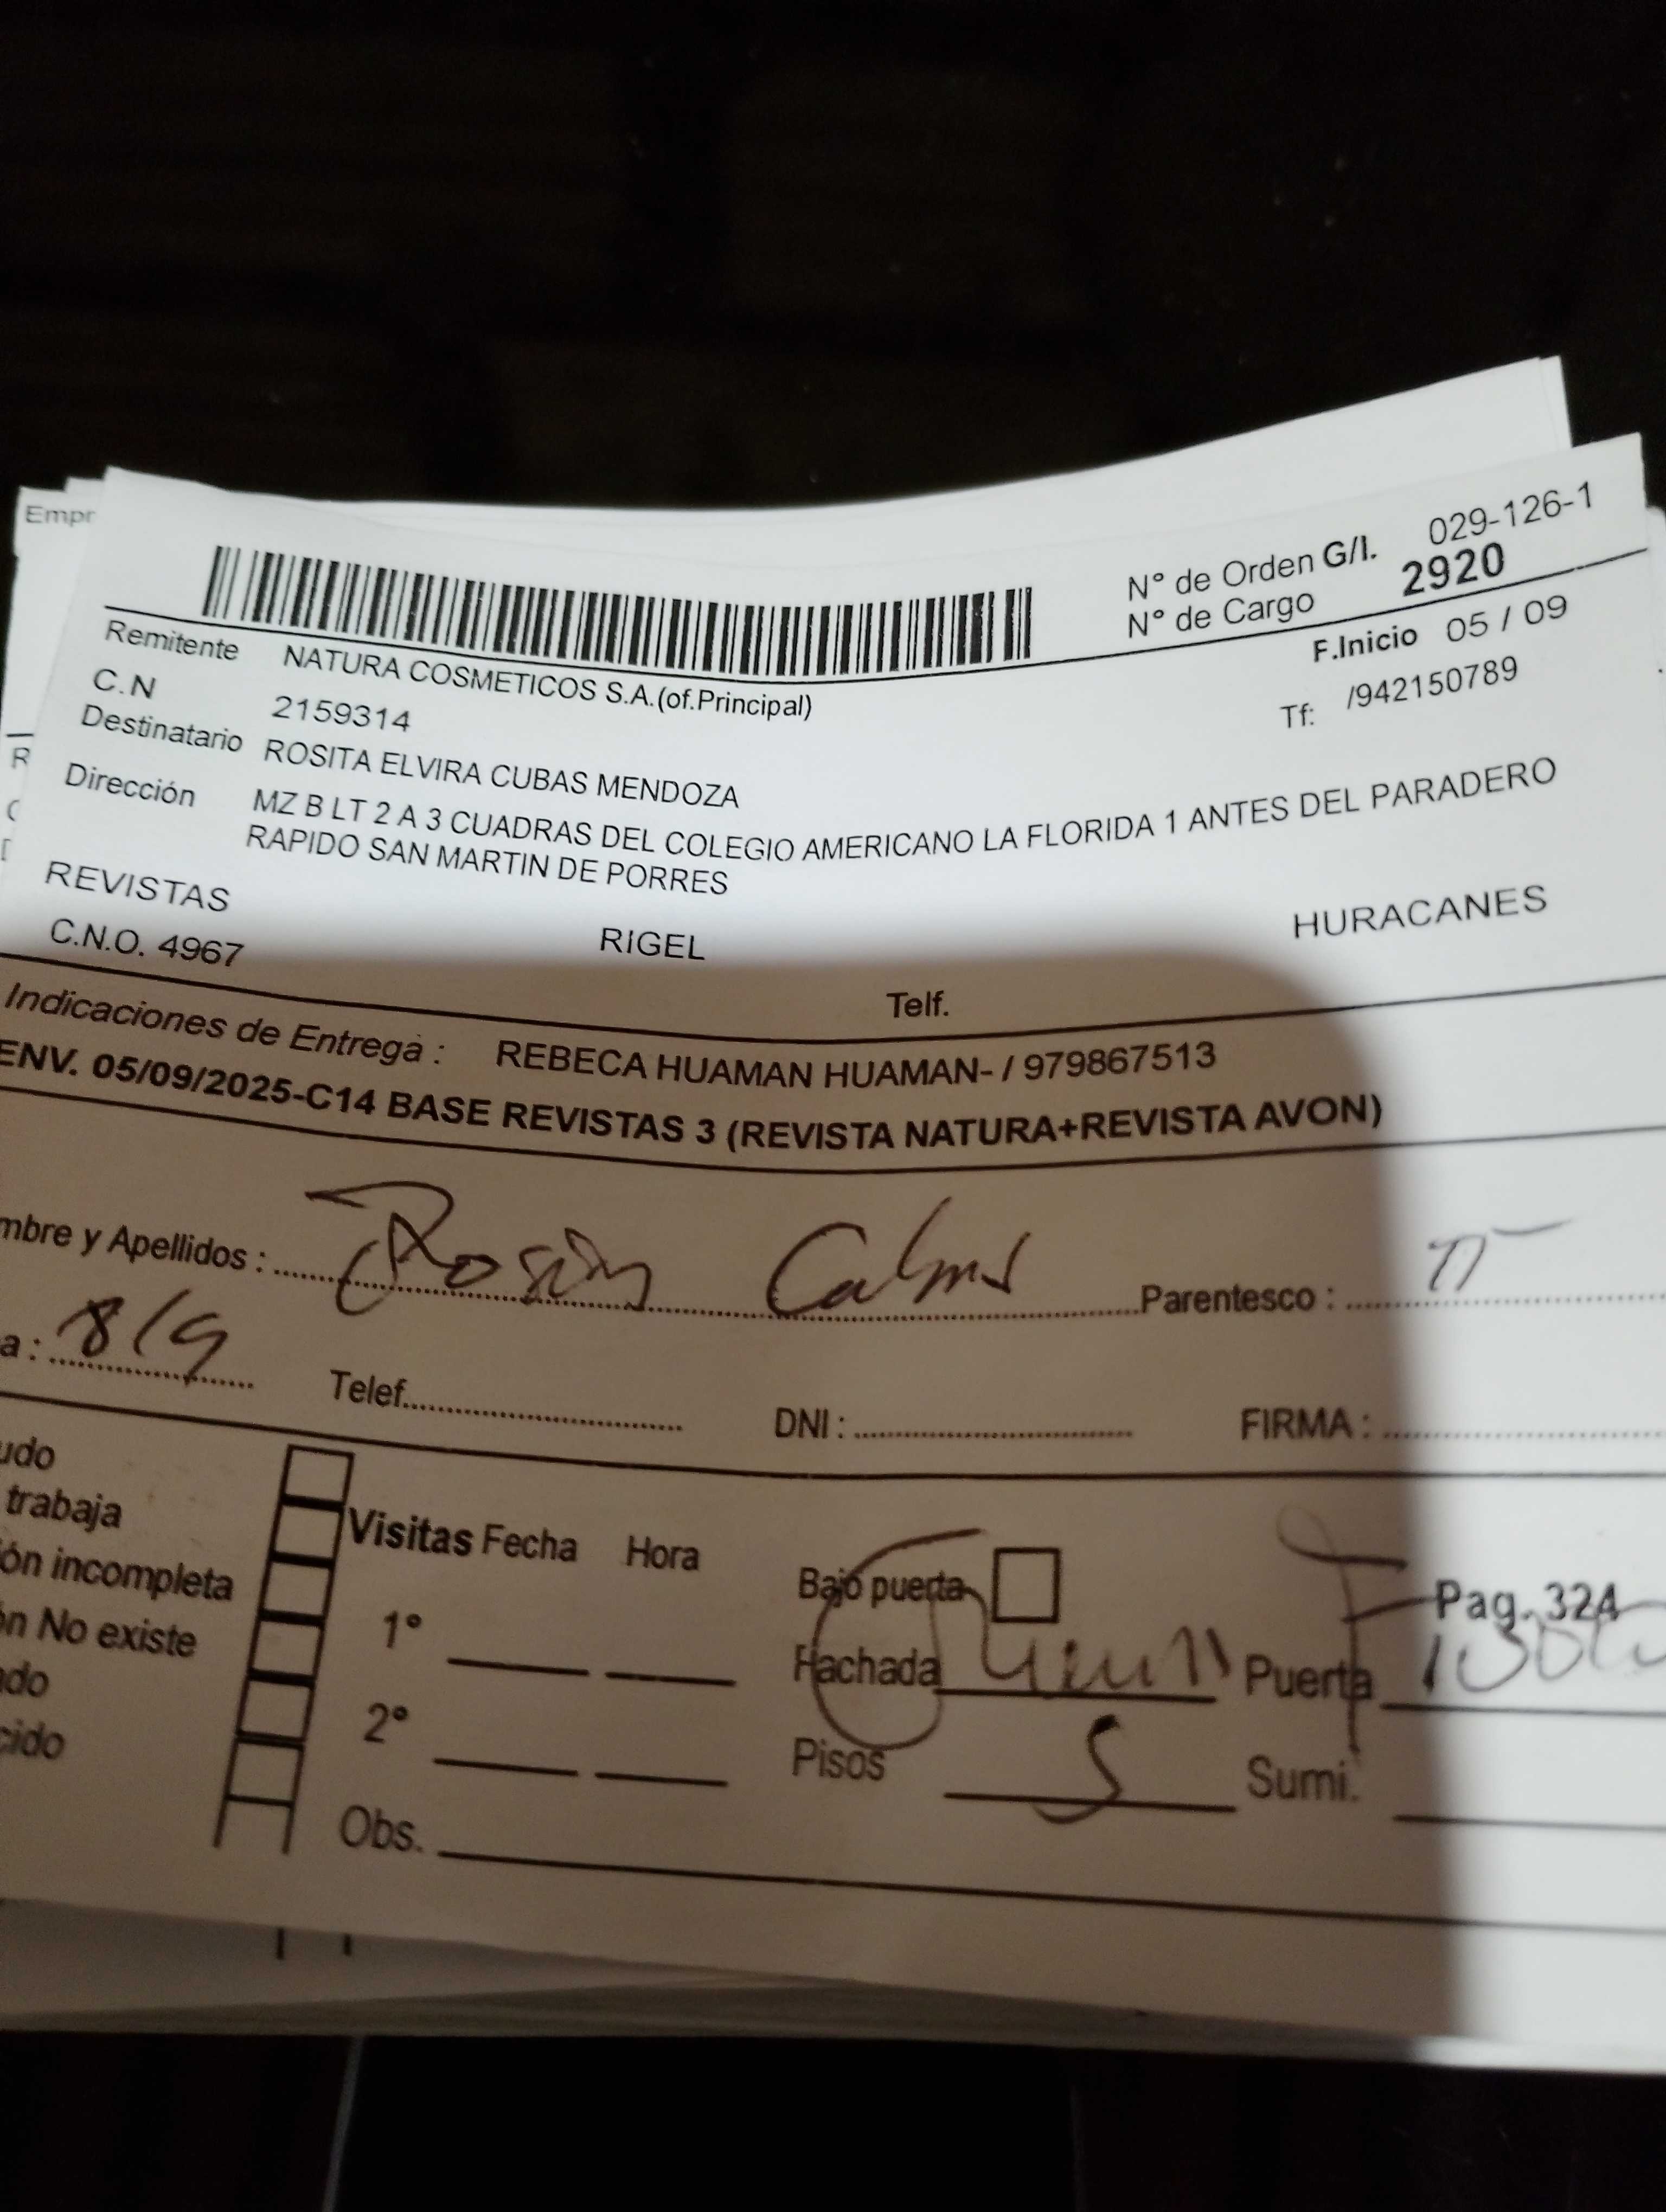 Empr
N° de Orden G/I. 029-126-1
N° de Cargo 2920
Remitente NATURA COSMETICOS S.A.(of.Principal) F.Inicio 05 / 09
C.N 2159314 Tf: /942150789
Destinatario ROSITA ELVIRA CUBAS MENDOZA
Dirección MZ B LT 2 A 3 CUADRAS DEL COLEGIO AMERICANO LA FLORIDA 1 ANTES DEL PARADERO
RAPIDO SAN MARTIN DE PORRES
REVISTAS
C.N.O. 4967 RIGEL HURACANES
Telf.
Indicaciones de Entrega : REBECA HUAMAN HUAMAN- / 979867513
ENV. 05/09/2025-C14 BASE REVISTAS 3 (REVISTA NATURA+REVISTA AVON)
mbre y Apellidos : Parentesco :
a : 8/9 Telef. DNI : FIRMA :
udo
trabaja
ón incompleta
ón No existe
ado
cido
Visitas Fecha Hora
1°
2°
Obs.
Bajo puerta Pag. 324
Fachada Puerta
Pisos 5 Sumi.